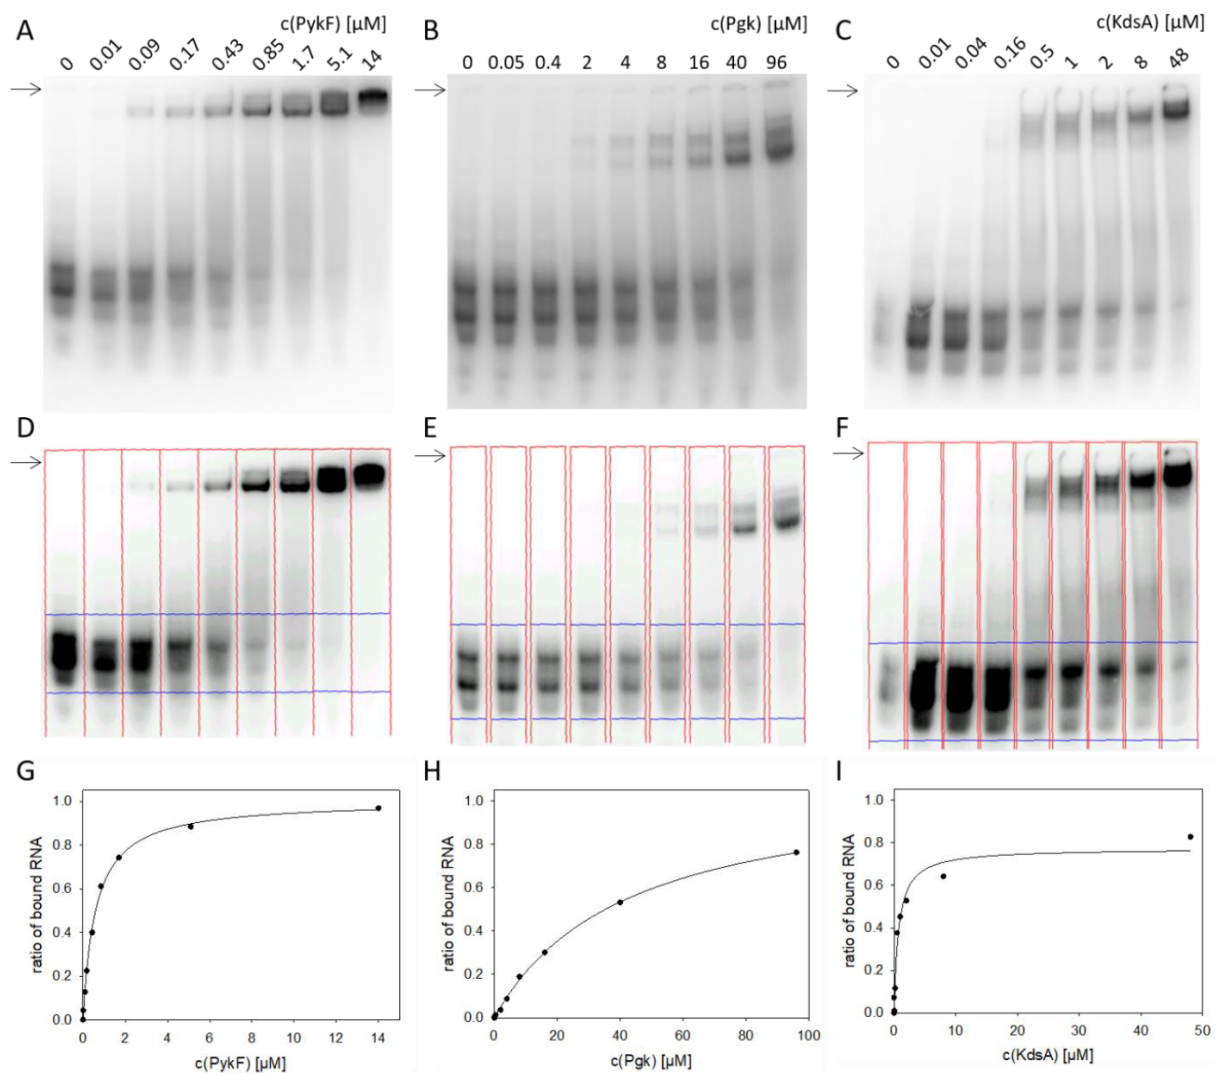 A
c(PykF) [µM]
0 0.01 0.09 0.17 0.43 0.85 1.7 5.1 14
B
c(Pgk) [µM]
0 0.05 0.4 2 4 8 16 40 96
C
c(KdsA) [µM]
0 0.01 0.04 0.16 0.5 1 2 8 48
D
E
F
G
ratio of bound RNA
1.0
0.8
0.6
0.4
0.2
0.0
0 2 4 6 8 10 12 14
c(PykF) [µM]
H
ratio of bound RNA
1.0
0.8
0.6
0.4
0.2
0.0
0 20 40 60 80 100
c(Pgk) [µM]
I
ratio of bound RNA
1.0
0.8
0.6
0.4
0.2
0.0
0 10 20 30 40 50
c(KdsA) [µM]